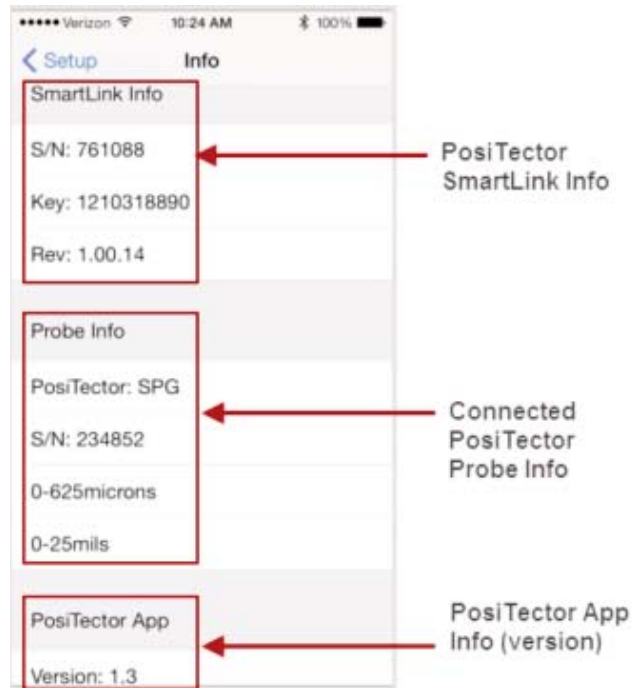 Verizon 10:24 AM 100%
Setup Info
SmartLink Info
S/N: 761088
Key: 1210318890
Rev: 1.00.14
PosiTector
SmartLink Info
Probe Info
PosiTector: SPG
S/N: 234852
0-625microns
0-25mils
Connected
PosiTector
Probe Info
PosiTector App
Version: 1.3
PosiTector App
Info (version)